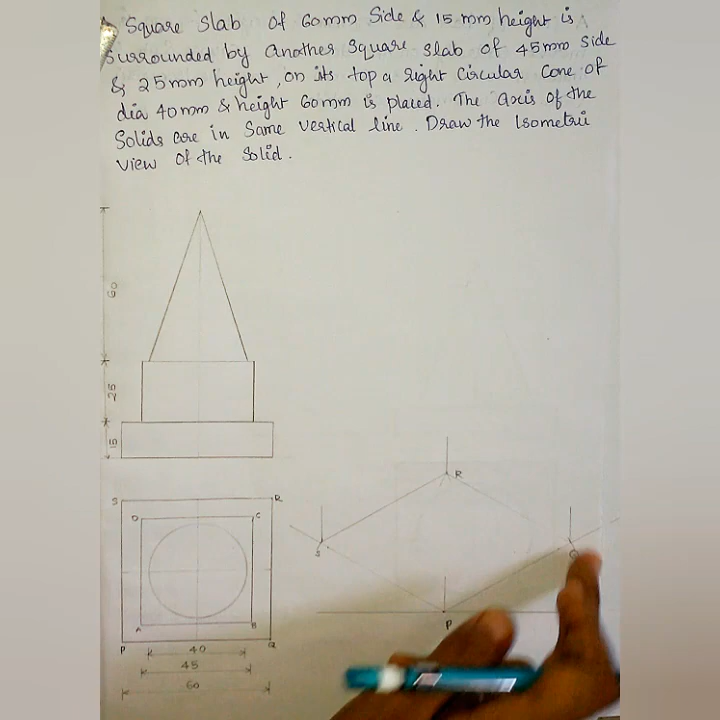 A Square Slab of 60mm Side & 15 mm height is
Surrounded by another Square Slab of 45mm side
& 25mm height, on its top a right Circular Cone of
dia 40mm & height 60mm is placed. The axis of the
Solids are in Same vertical line. Draw the Isometric
View of the Solid.
60
25
15
S R
D C
A B
P Q
40
45
60
R
S
P